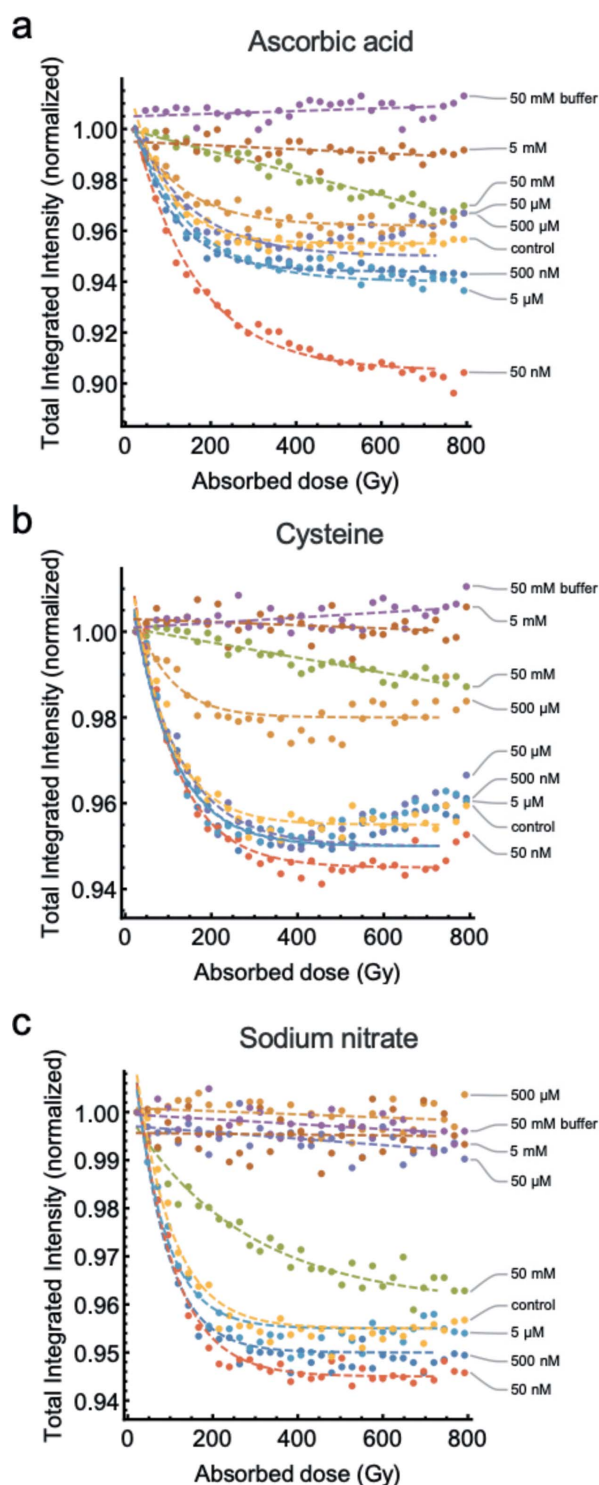 a
Ascorbic acid
Total Integrated Intensity (normalized)
1.00
0.98
0.96
0.94
0.92
0.90
50 mM buffer
5 mM
50 mM
50 µM
500 µM
control
500 nM
5 µM
50 nM
0 200 400 600 800
Absorbed dose (Gy)
b
Cysteine
Total Integrated Intensity (normalized)
1.00
0.98
0.96
0.94
50 mM buffer
5 mM
50 mM
500 µM
50 µM
500 nM
5 µM
control
50 nM
0 200 400 600 800
Absorbed dose (Gy)
c
Sodium nitrate
Total Integrated Intensity (normalized)
1.00
0.99
0.98
0.97
0.96
0.95
0.94
500 µM
50 mM buffer
5 mM
50 µM
50 mM
control
5 µM
500 nM
50 nM
0 200 400 600 800
Absorbed dose (Gy)